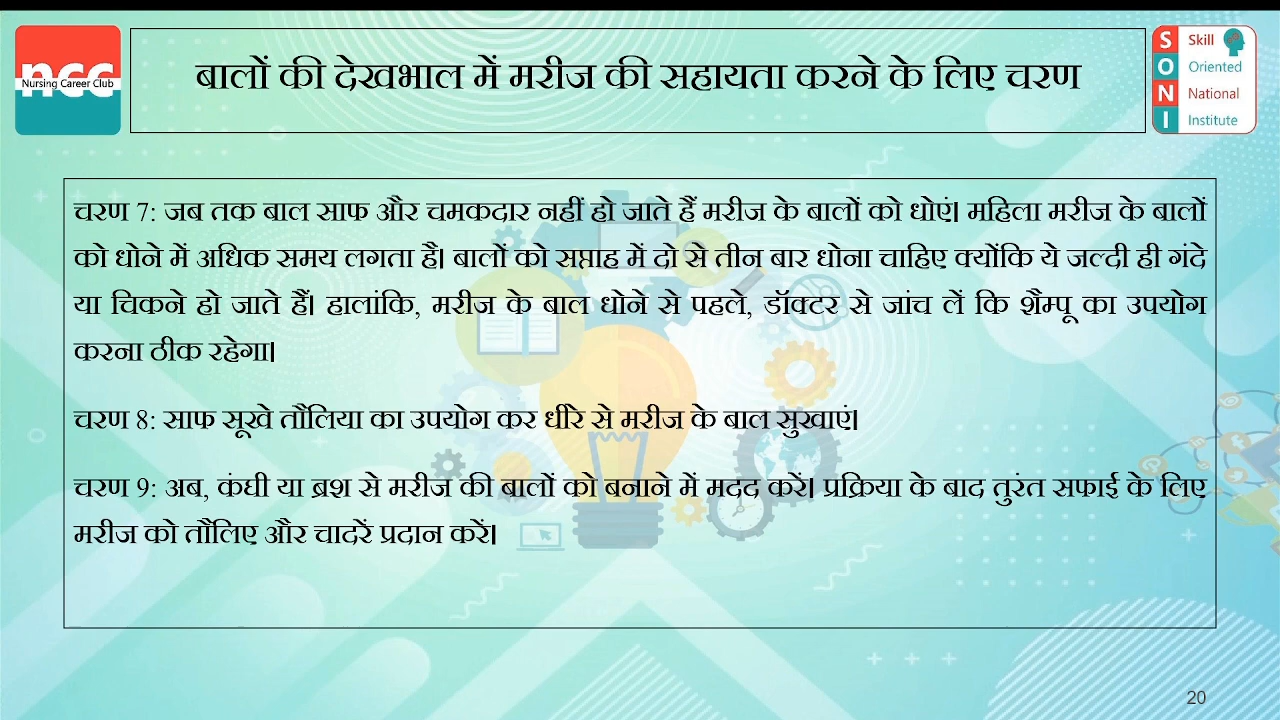 ncc
Nursing Career Club
बालों की देखभाल में मरीज की सहायता करने के लिए चरण
S Skill
O Oriented
N National
I Institute
चरण 7: जब तक बाल साफ और चमकदार नहीं हो जाते हैं मरीज के बालों को धोएं। महिला मरीज के बालों
को धोने में अधिक समय लगता है। बालों को सप्ताह में दो से तीन बार धोना चाहिए क्योंकि ये जल्दी ही गंदे
या चिकने हो जाते हैं। हालांकि, मरीज के बाल धोने से पहले, डॉक्टर से जांच लें कि शैम्पू का उपयोग
करना ठीक रहेगा।
चरण 8: साफ सूखे तौलिया का उपयोग कर धीरे से मरीज के बाल सुखाएं।
चरण 9: अब, कंघी या ब्रश से मरीज की बालों को बनाने में मदद करें। प्रक्रिया के बाद तुरंत सफाई के लिए
मरीज को तौलिए और चादरें प्रदान करें।
20